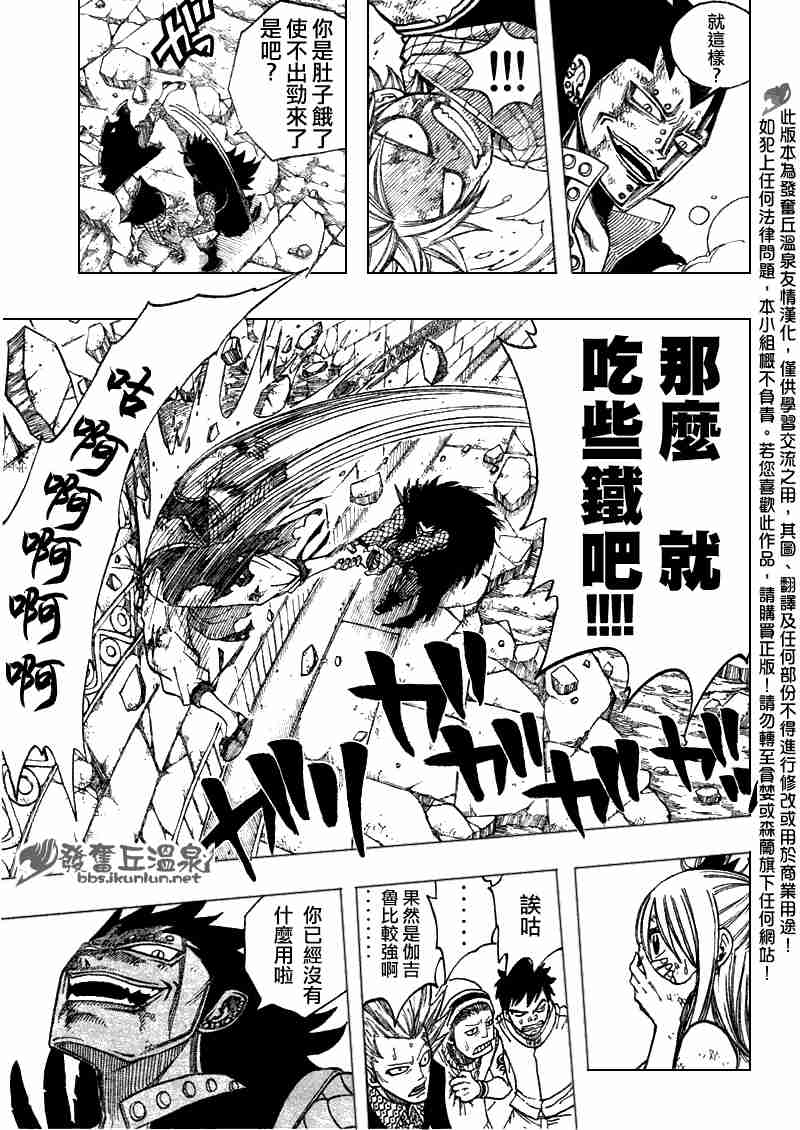 就這樣？
!!!
你是肚子餓了
使不出勁來了
是吧？
ガッ
那麼 就
吃些鐵吧!!!!
咕啊啊啊啊啊
ガガガガガガ
誒咕
果然是伽吉
魯比較強啊
………
………
你已經沒有
什麼用啦
發奮丘溫泉
bbs.ikunlun.net
此版本為發奮丘溫泉友情漢化，僅供學習交流之用，其圖、翻譯及任何部份不得進行修改或用於商業用途！
如犯上任何法律問題，本小組概不負責。若您喜歡此作品，請購買正版！請勿轉至貪婪或森蘭旗下任何網站！